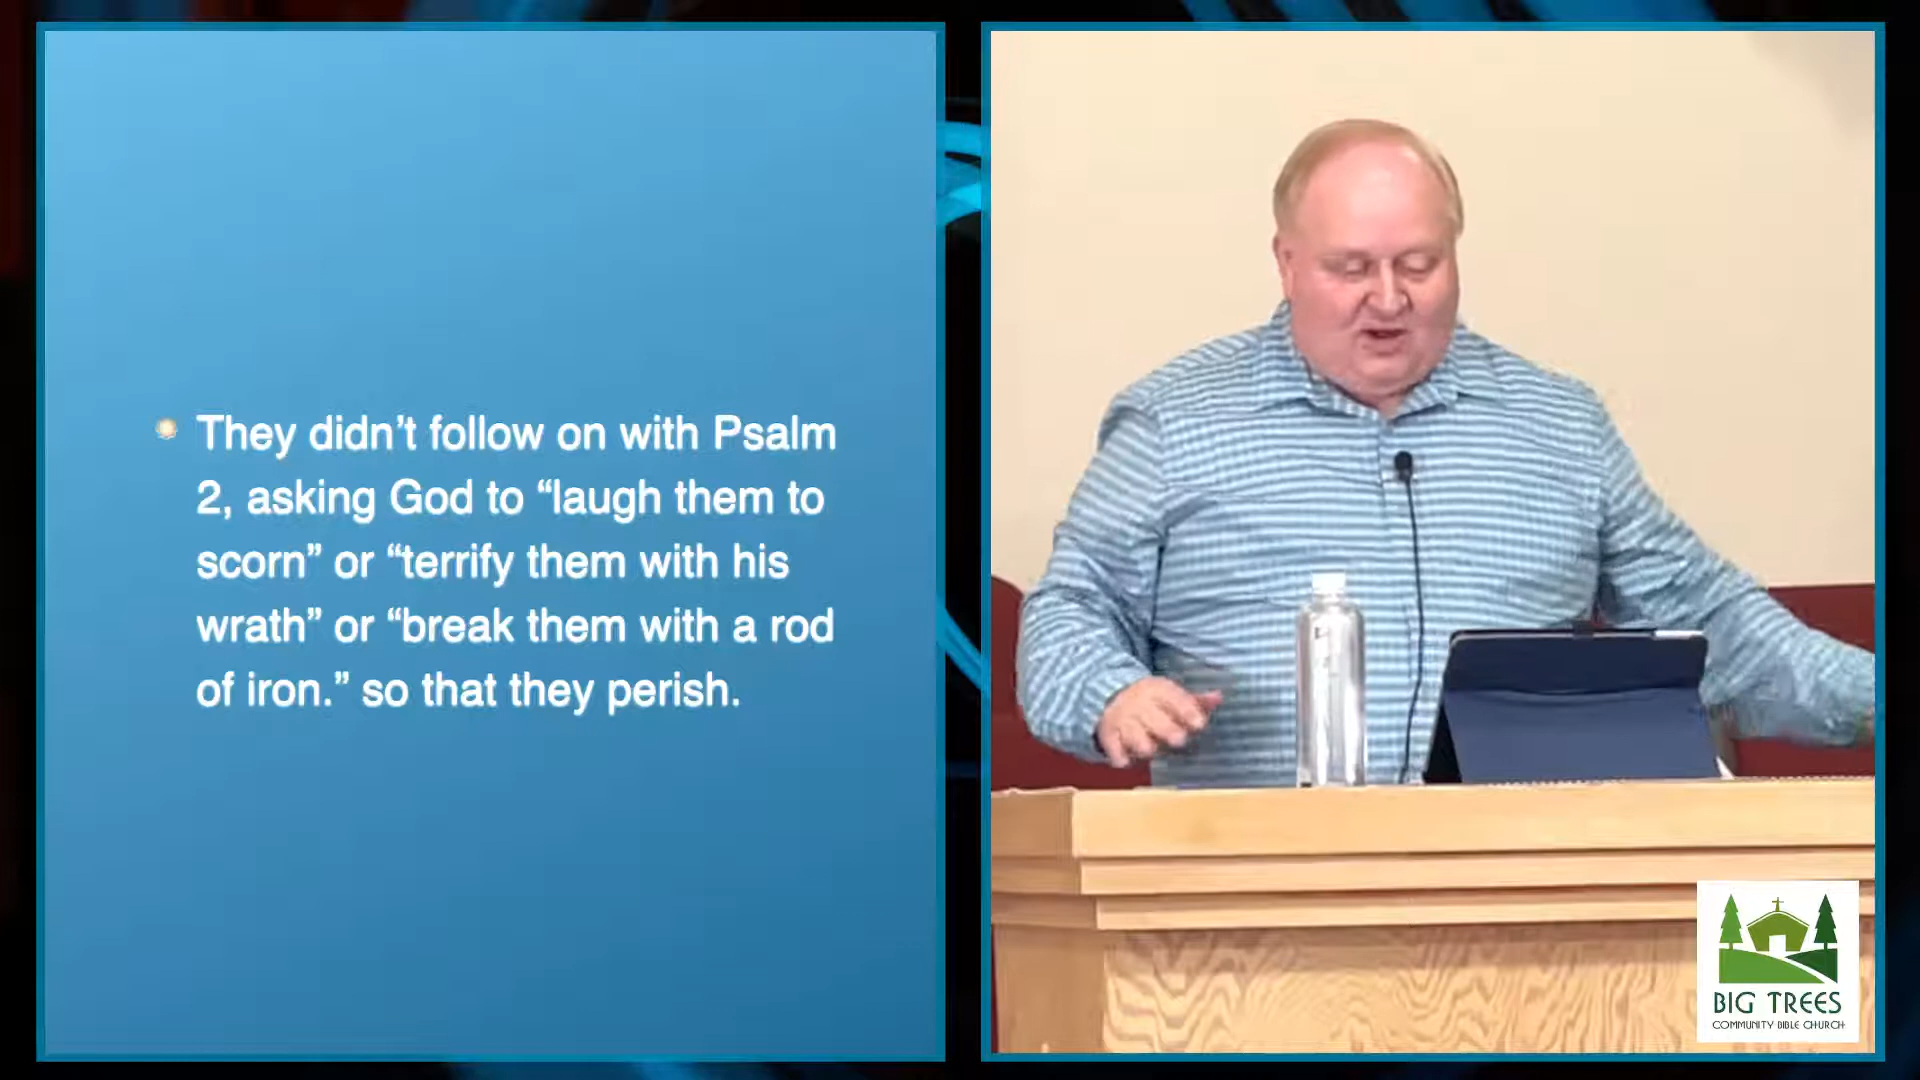 They didn’t follow on with Psalm
2, asking God to “laugh them to
scorn” or “terrify them with his
wrath” or “break them with a rod
of iron.” so that they perish.
BIG TREES
COMMUNITY BIBLE CHURCH